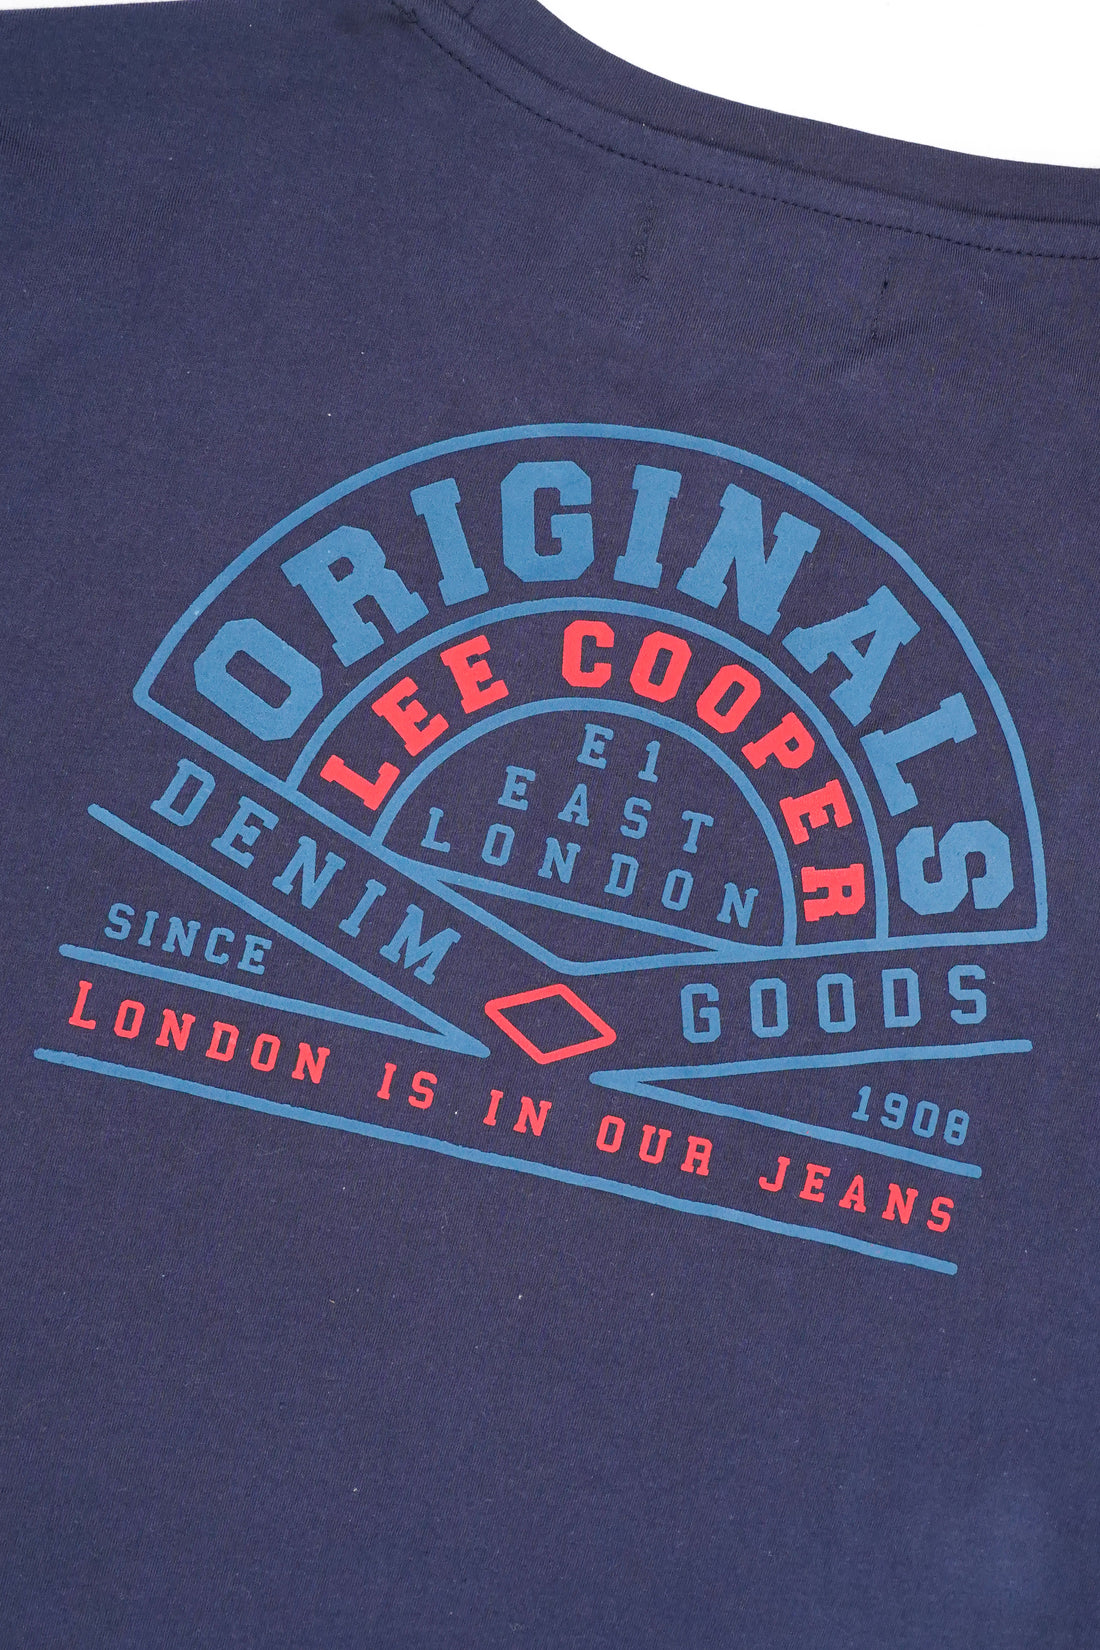 ORIGINALS
LEE COOPER
E1
EAST
LONDON
DENIM GOODS
SINCE 1908
LONDON IS IN OUR JEANS